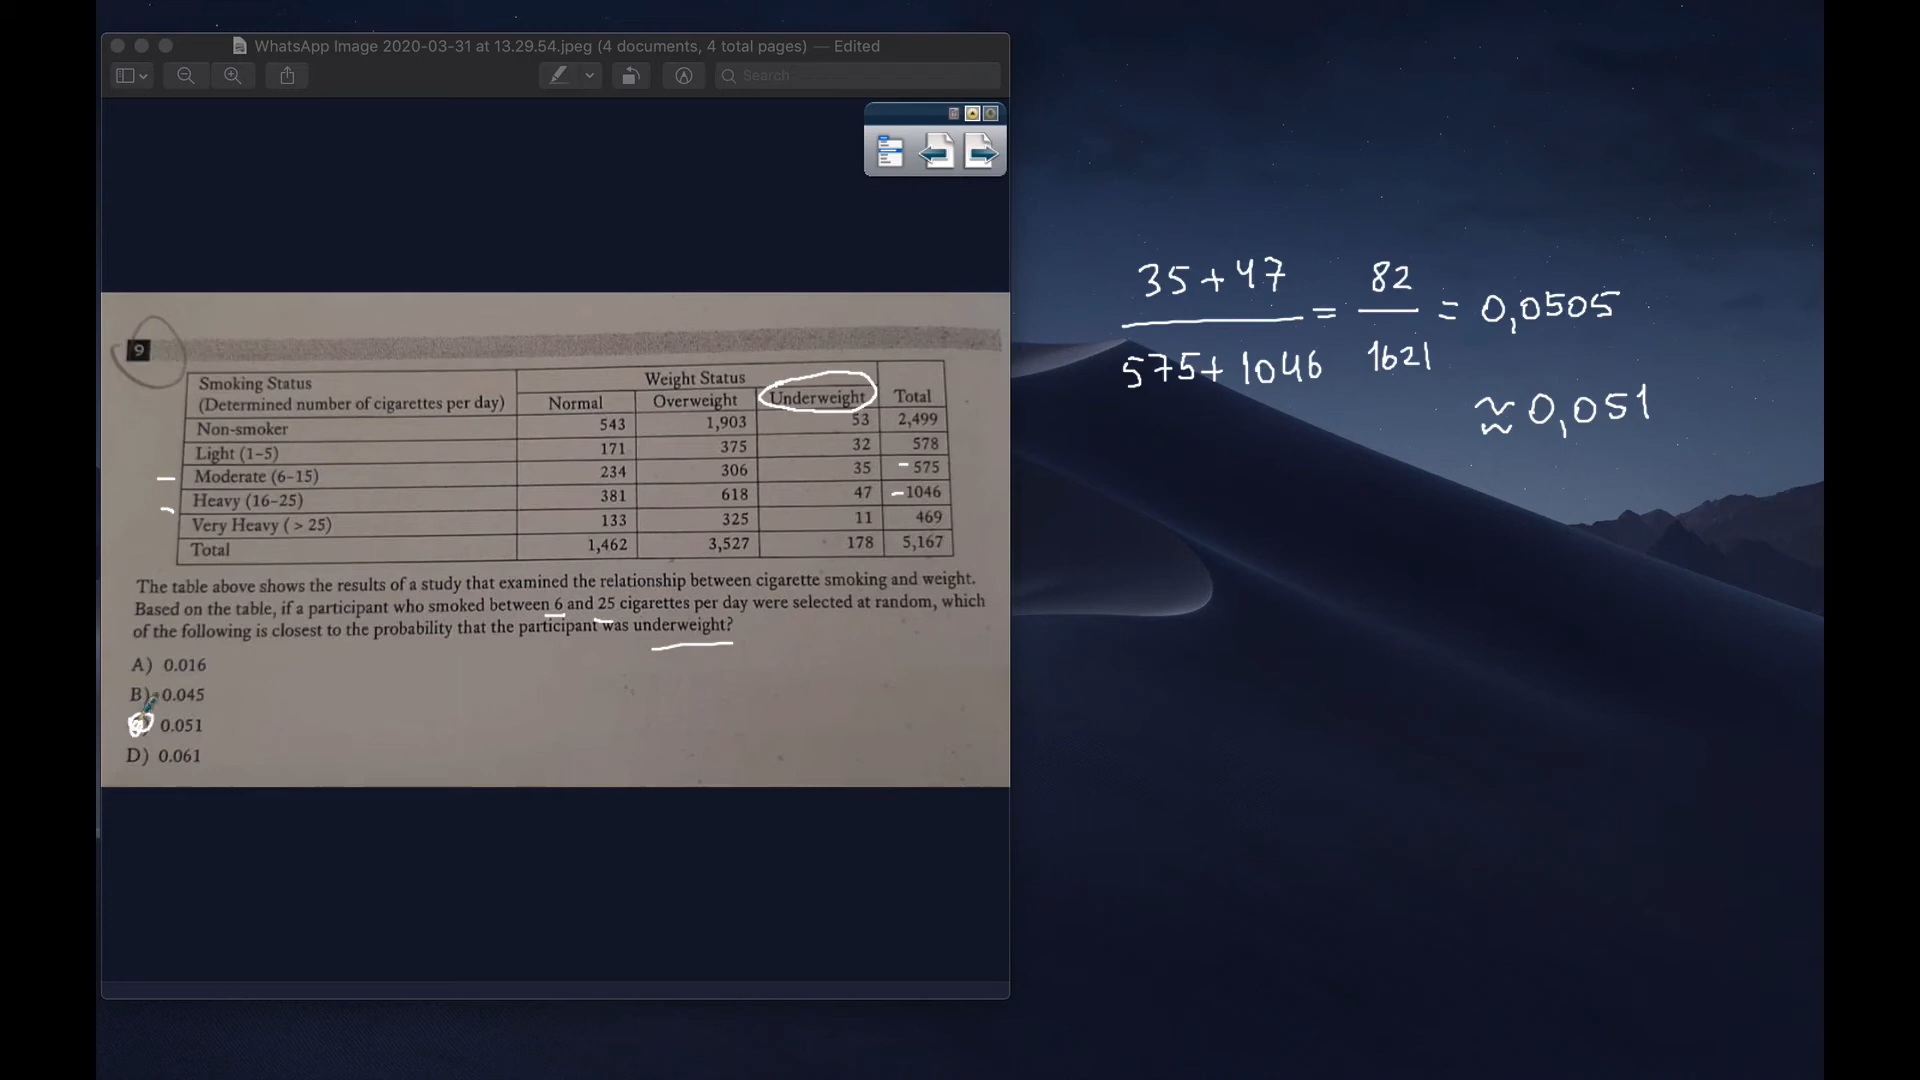 WhatsApp Image 2020-03-31 at 13.29.54.jpeg (4 documents, 4 total pages) — Edited
Search
9
Smoking Status
(Determined number of cigarettes per day)
Weight Status
Normal Overweight Underweight Total
Non-smoker 543 1,903 53 2,499
Light (1–5) 171 375 32 578
Moderate (6–15) 234 306 35 575
Heavy (16–25) 381 618 47 1046
Very Heavy ( > 25) 133 325 11 469
Total 1,462 3,527 178 5,167
The table above shows the results of a study that examined the relationship between cigarette smoking and weight.
Based on the table, if a participant who smoked between 6 and 25 cigarettes per day were selected at random, which
of the following is closest to the probability that the participant was underweight?
A) 0.016
B) 0.045
) 0.051
D) 0.061
35+47 82
= = 0,0505
575+1046 1621
≈ 0,051